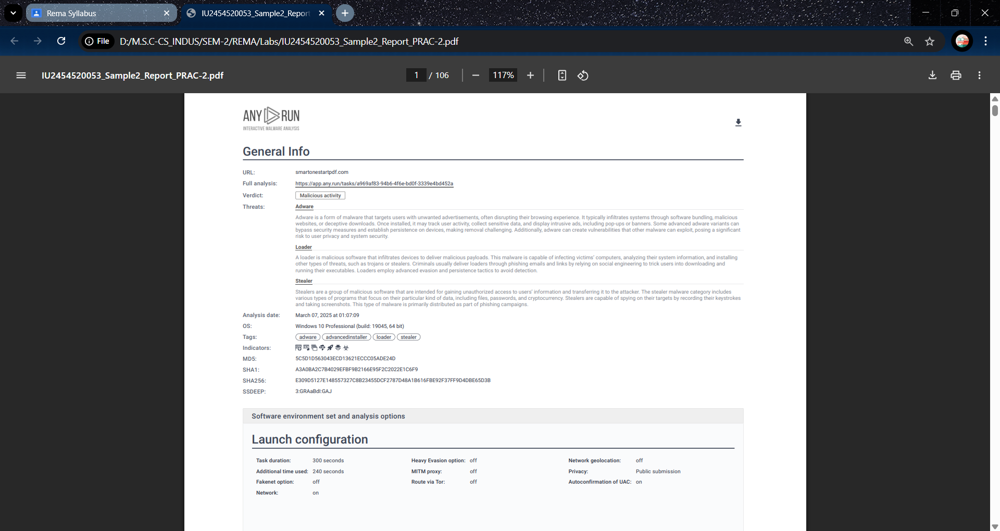 Rema Syllabus
IU2454520053_Sample2_Report
File
D:/M.S.C-CS_INDUS/SEM-2/REMA/Labs/IU2454520053_Sample2_Report_PRAC-2.pdf
IU2454520053_Sample2_Report_PRAC-2.pdf
1 / 106
117%
ANY RUN
INTERACTIVE MALWARE ANALYSIS
General Info
URL: smartonestartpdf.com
Full analysis: https://app.any.run/tasks/a969af83-94b6-4f6e-bd0f-3339e4bd452a
Verdict: Malicious activity
Threats: Adware
Adware is a form of malware that targets users with unwanted advertisements, often disrupting their browsing experience. It typically infiltrates systems through software bundling, malicious
websites, or deceptive downloads. Once installed, it may track user activity, collect sensitive data, and display intrusive ads, including pop-ups or banners. Some advanced adware variants can
bypass security measures and establish persistence on devices, making removal challenging. Additionally, adware can create vulnerabilities that other malware can exploit, posing a significant
risk to user privacy and system security.
Loader
A loader is malicious software that infiltrates devices to deliver malicious payloads. This malware is capable of infecting victims' computers, analyzing their system information, and installing
other types of threats, such as trojans or stealers. Criminals usually deliver loaders through phishing emails and links by relying on social engineering to trick users into downloading and
running their executables. Loaders employ advanced evasion and persistence tactics to avoid detection.
Stealer
Stealers are a group of malicious software that are intended for gaining unauthorized access to users' information and transferring it to the attacker. The stealer malware category includes
various types of programs that focus on their particular kind of data, including files, passwords, and cryptocurrency. Stealers are capable of spying on their targets by recording their keystrokes
and taking screenshots. This type of malware is primarily distributed as part of phishing campaigns.
Analysis date: March 07, 2025 at 01:07:09
OS: Windows 10 Professional (build: 19045, 64 bit)
Tags: adware advancedinstaller loader stealer
Indicators:
MD5: 5C5D1D563043ECD13621ECCC05ADE24D
SHA1: A3A0BA2C7B4029EFBF9B2166E95F2C2022E1C6F9
SHA256: E309D5127E148557327C8B23455DCF2787D48A1B616FBE92F37FF9D4DBE65D3B
SSDEEP: 3:GRAaBdI:GAJ
Software environment set and analysis options
Launch configuration
Task duration: 300 seconds Heavy Evasion option: off Network geolocation: off
Additional time used: 240 seconds MITM proxy: off Privacy: Public submission
Fakenet option: off Route via Tor: off Autoconfirmation of UAC: on
Network: on